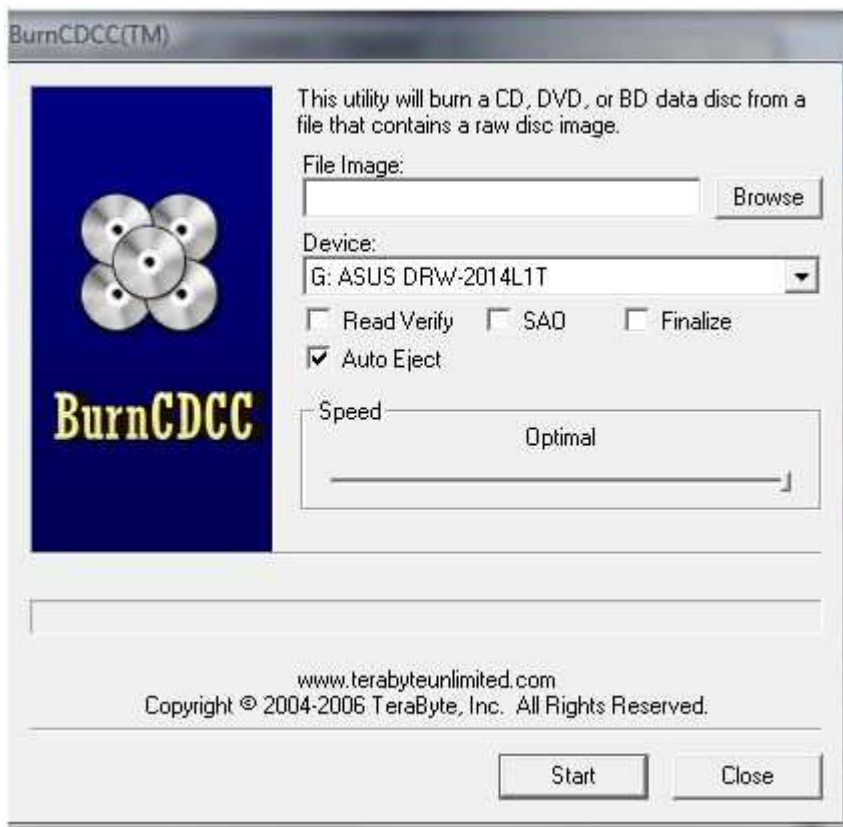 BurnCDCC(TM)
This utility will burn a CD, DVD, or BD data disc from a
file that contains a raw disc image.
File Image:
Browse
Device:
G: ASUS DRW-2014L1T
Read Verify SAO Finalize
Auto Eject
BurnCDCC
Speed
Optimal
www.terabyteunlimited.com
Copyright © 2004-2006 TeraByte, Inc. All Rights Reserved.
Start Close